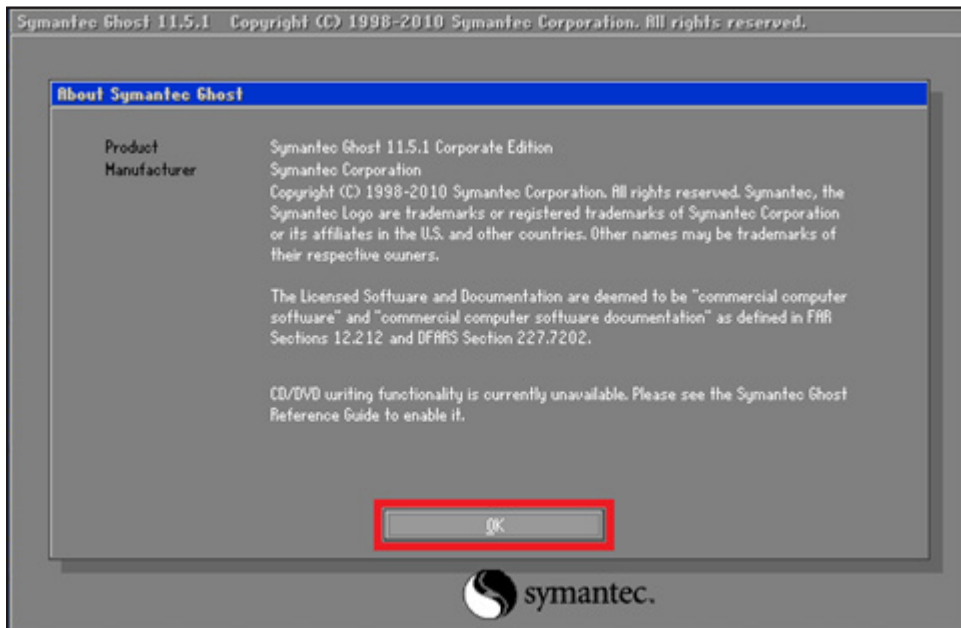 Symantec Ghost 11.5.1 Copyright (C) 1998-2010 Symantec Corporation. All rights reserved.
About Symantec Ghost
Product Symantec Ghost 11.5.1 Corporate Edition
Manufacturer Symantec Corporation
Copyright (C) 1998-2010 Symantec Corporation. All rights reserved. Symantec, the
Symantec Logo are trademarks or registered trademarks of Symantec Corporation
or its affiliates in the U.S. and other countries. Other names may be trademarks of
their respective owners.
The Licensed Software and Documentation are deemed to be "commercial computer
software" and "commercial computer software documentation" as defined in FAR
Sections 12.212 and DFARS Section 227.7202.
CD/DVD writing functionality is currently unavailable. Please see the Symantec Ghost
Reference Guide to enable it.
OK
symantec.